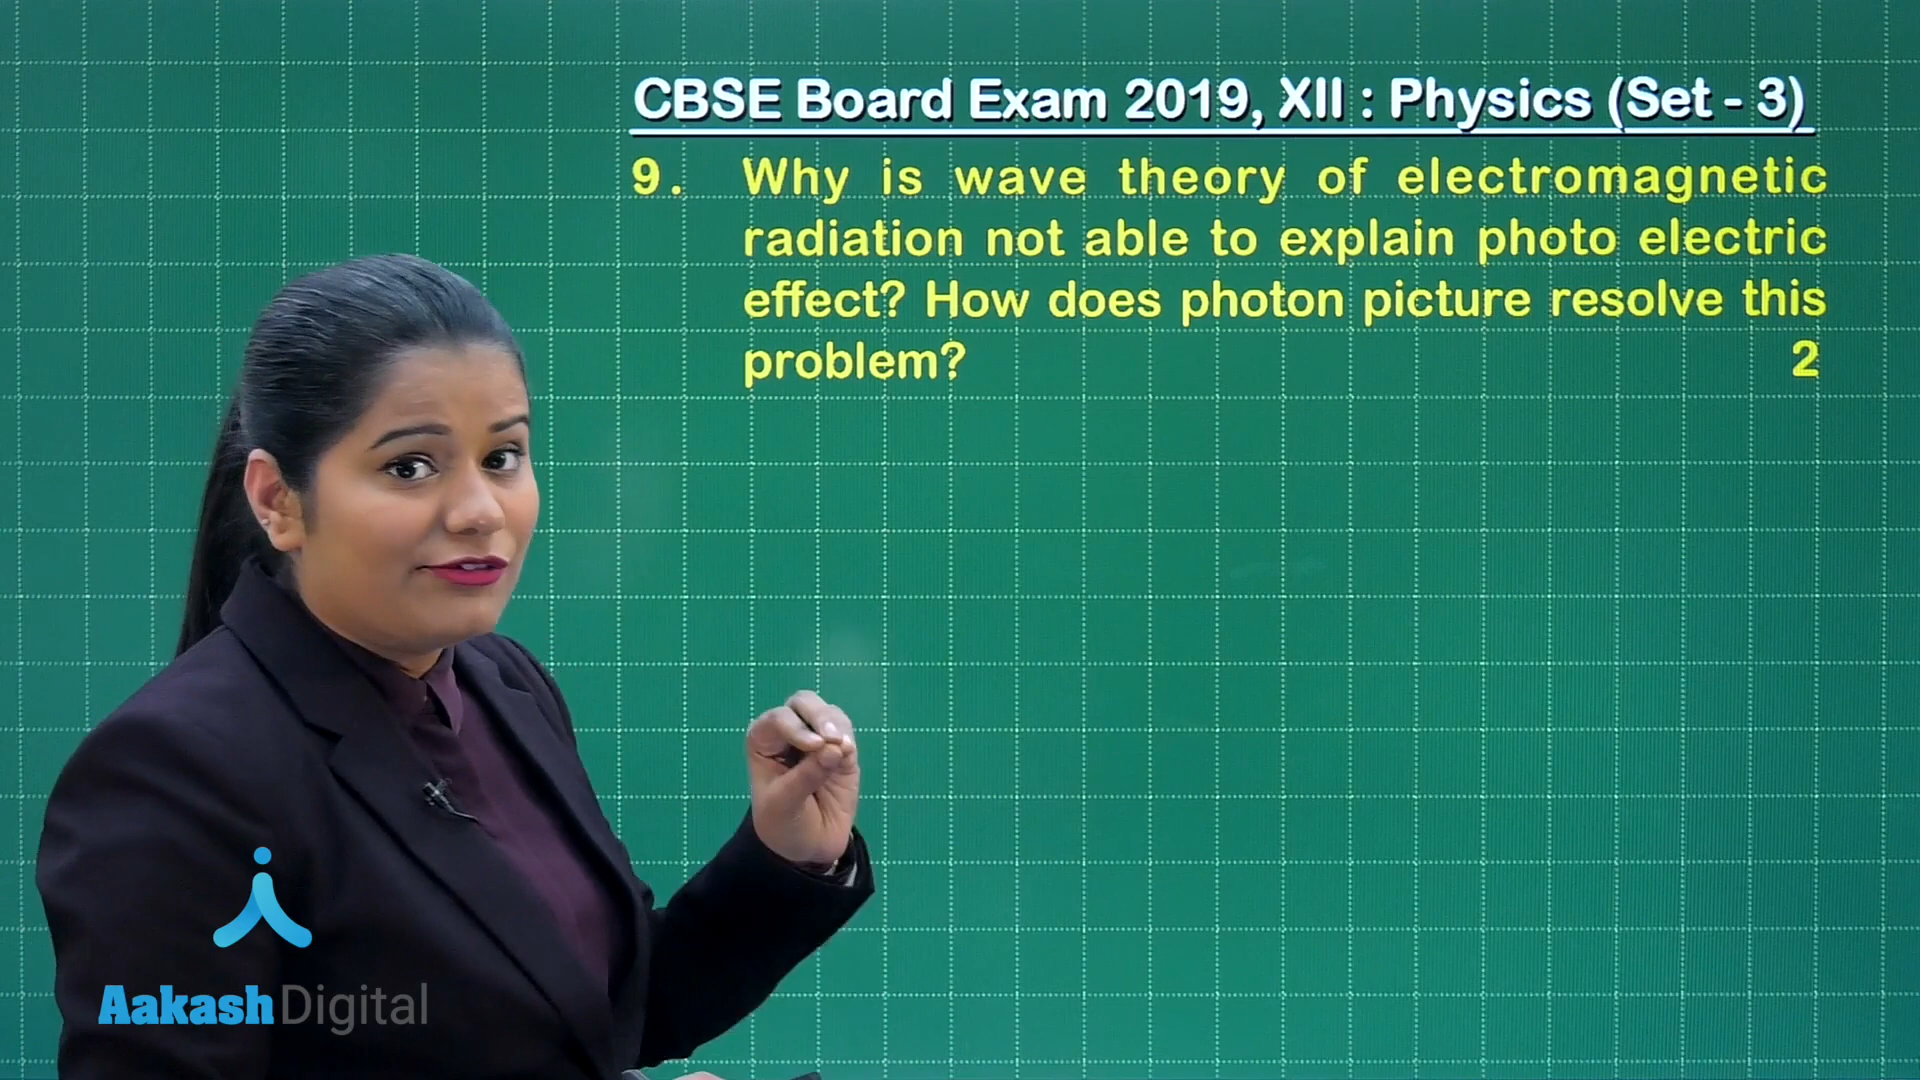 CBSE Board Exam 2019, XII : Physics (Set - 3)
9. Why is wave theory of electromagnetic
radiation not able to explain photo electric
effect? How does photon picture resolve this
problem? 2
Aakash Digital